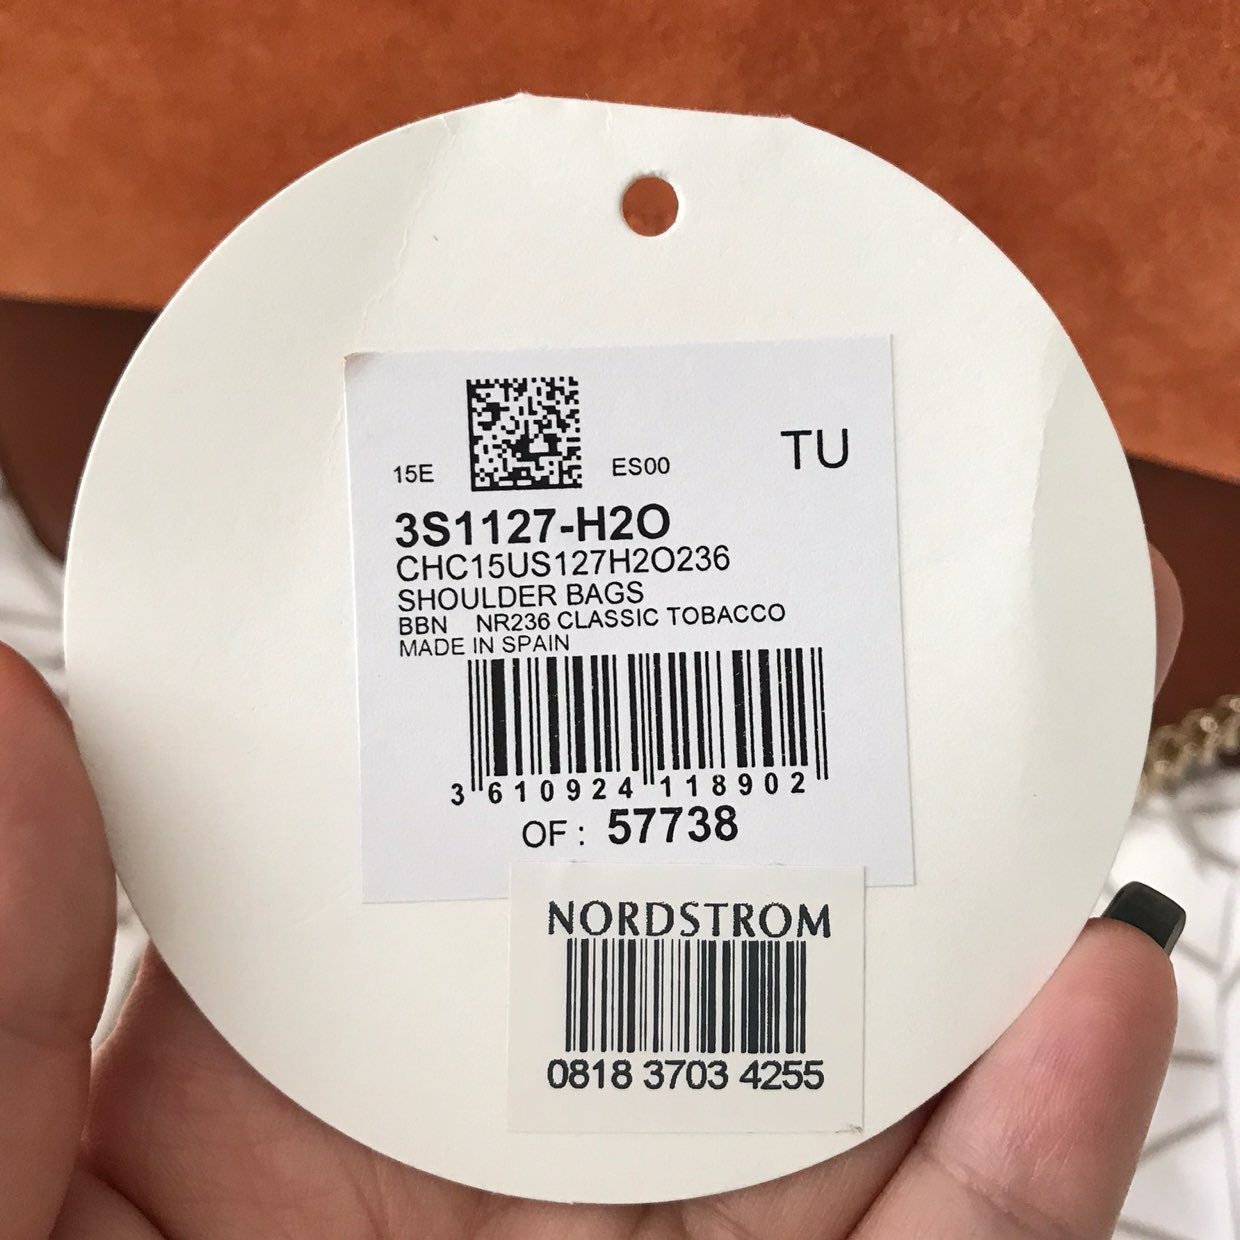 15E ES00 TU
3S1127-H2O
CHC15US127H2O236
SHOULDER BAGS
BBN NR236 CLASSIC TOBACCO
MADE IN SPAIN
3 610924 118902
OF : 57738
NORDSTROM
0818 3703 4255